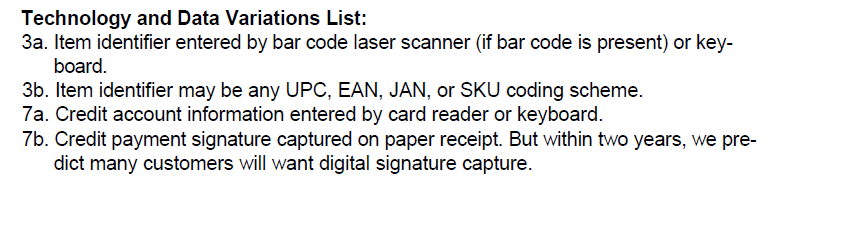 Technology and Data Variations List:
3a. Item identifier entered by bar code laser scanner (if bar code is present) or key-
board.
3b. Item identifier may be any UPC, EAN, JAN, or SKU coding scheme.
7a. Credit account information entered by card reader or keyboard.
7b. Credit payment signature captured on paper receipt. But within two years, we pre-
dict many customers will want digital signature capture.